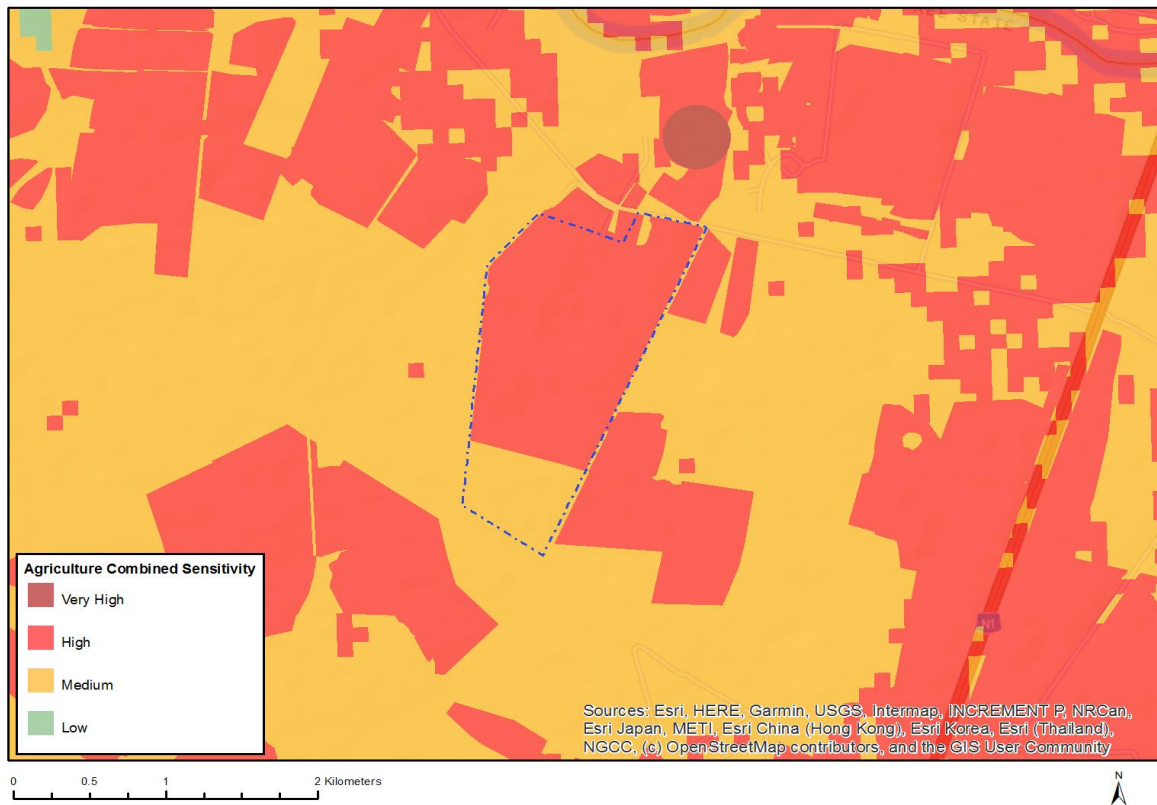 REE STATE
Agriculture Combined Sensitivity
Very High
High
Medium
Low
N1
Sources: Esri, HERE, Garmin, USGS, Intermap, INCREMENT P, NRCan,
Esri Japan, METI, Esri China (Hong Kong), Esri Korea, Esri (Thailand),
NGCC, (c) OpenStreetMap contributors, and the GIS User Community
0 0.5 1 2 Kilometers
N